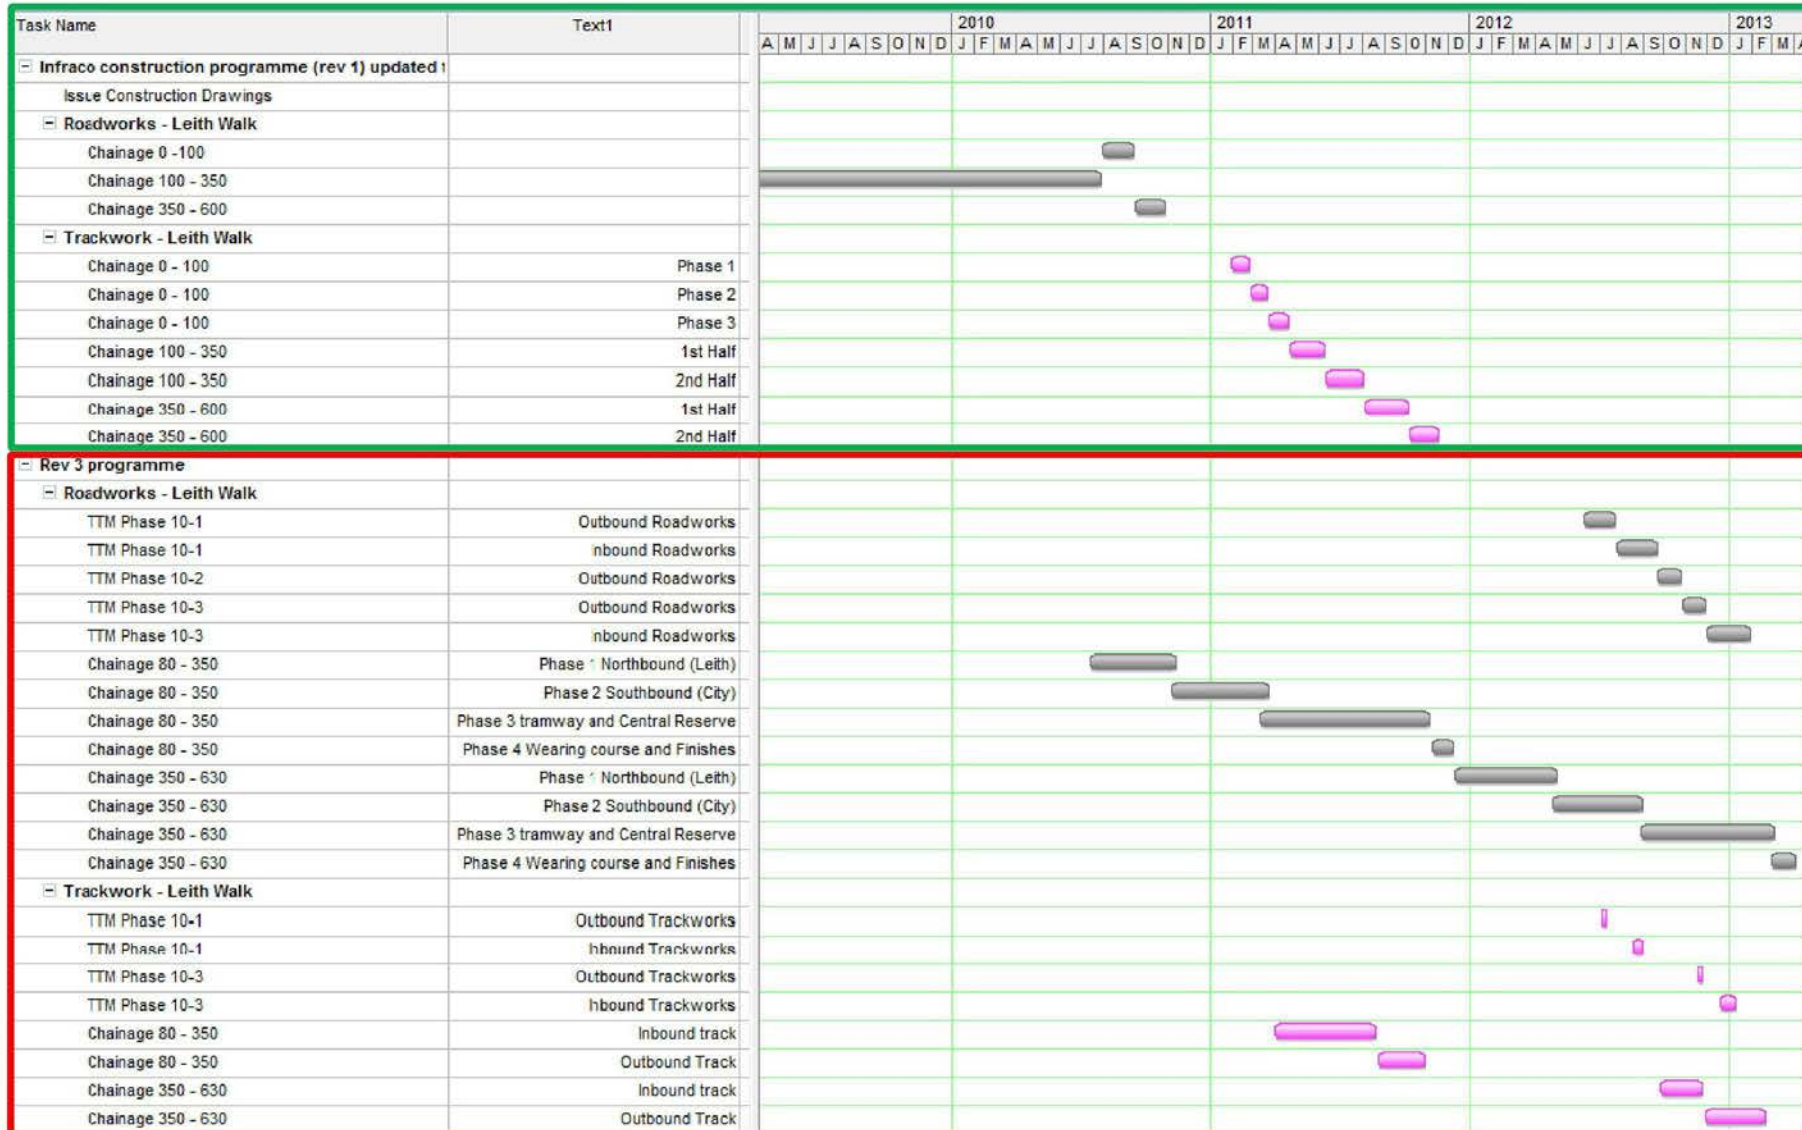 Task Name Text1 2010 2011 2012 2013
A M J J A S O N D J F M A M J J A S O N D J F M A M J J A S O N D J F M A M J J A S O N D J F M A
Infraco construction programme (rev 1) updated
Issue Construction Drawings
Roadworks - Leith Walk
Chainage 0 -100
Chainage 100 - 350
Chainage 350 - 600
Trackwork - Leith Walk
Chainage 0 - 100 Phase 1
Chainage 0 - 100 Phase 2
Chainage 0 - 100 Phase 3
Chainage 100 - 350 1st Half
Chainage 100 - 350 2nd Half
Chainage 350 - 600 1st Half
Chainage 350 - 600 2nd Half
Rev 3 programme
Roadworks - Leith Walk
TTM Phase 10-1 Outbound Roadworks
TTM Phase 10-1 Inbound Roadworks
TTM Phase 10-2 Outbound Roadworks
TTM Phase 10-3 Outbound Roadworks
TTM Phase 10-3 Inbound Roadworks
Chainage 80 - 350 Phase 1 Northbound (Leith)
Chainage 80 - 350 Phase 2 Southbound (City)
Chainage 80 - 350 Phase 3 tramway and Central Reserve
Chainage 80 - 350 Phase 4 Wearing course and Finishes
Chainage 350 - 630 Phase 1 Northbound (Leith)
Chainage 350 - 630 Phase 2 Southbound (City)
Chainage 350 - 630 Phase 3 tramway and Central Reserve
Chainage 350 - 630 Phase 4 Wearing course and Finishes
Trackwork - Leith Walk
TTM Phase 10-1 Outbound Trackworks
TTM Phase 10-1 Inbound Trackworks
TTM Phase 10-3 Outbound Trackworks
TTM Phase 10-3 Inbound Trackworks
Chainage 80 - 350 Inbound track
Chainage 80 - 350 Outbound Track
Chainage 350 - 630 Inbound track
Chainage 350 - 630 Outbound Track